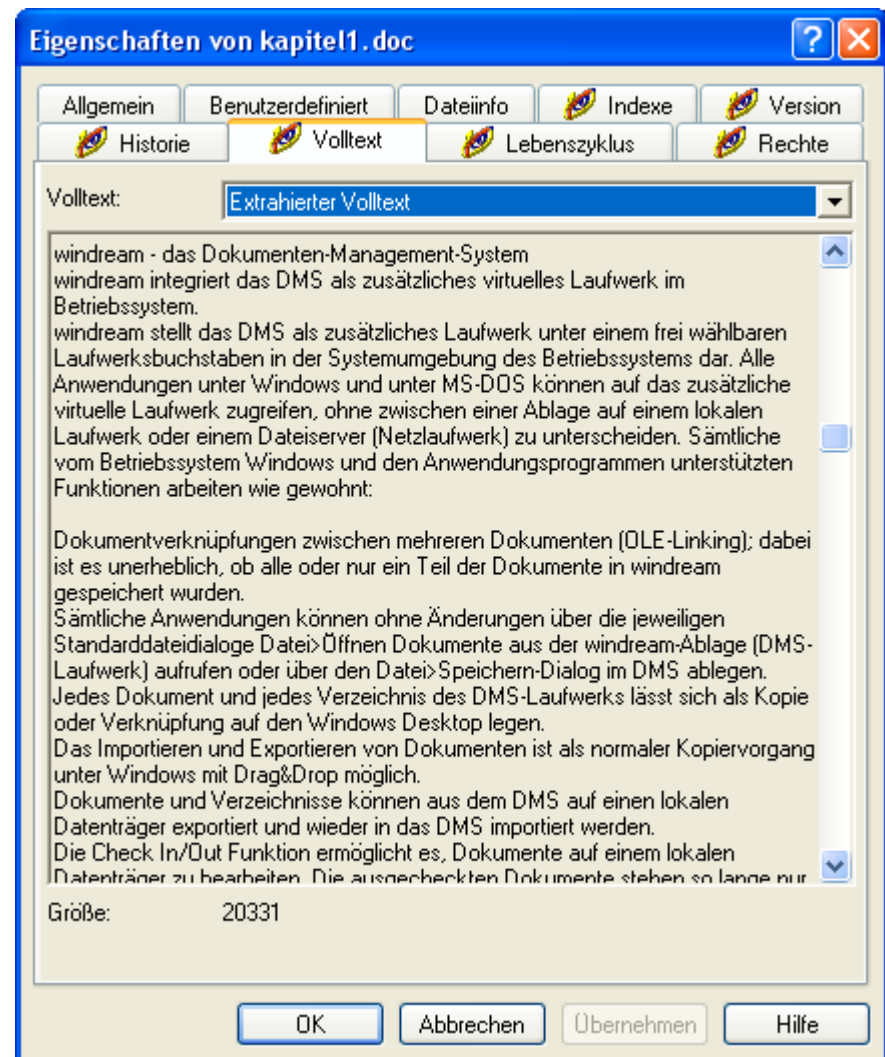 Eigenschaften von kapitel1.doc
Allgemein Benutzerdefiniert Dateiinfo Indexe Version
Historie Volltext Lebenszyklus Rechte
Volltext: Extrahierter Volltext
windream - das Dokumenten-Management-System
windream integriert das DMS als zusätzliches virtuelles Laufwerk im
Betriebssystem.
windream stellt das DMS als zusätzliches Laufwerk unter einem frei wählbaren
Laufwerksbuchstaben in der Systemumgebung des Betriebssystems dar. Alle
Anwendungen unter Windows und unter MS-DOS können auf das zusätzliche
virtuelle Laufwerk zugreifen, ohne zwischen einer Ablage auf einem lokalen
Laufwerk oder einem Dateiserver (Netzlaufwerk) zu unterscheiden. Sämtliche
vom Betriebssystem Windows und den Anwendungsprogrammen unterstützten
Funktionen arbeiten wie gewohnt:
Dokumentverknüpfungen zwischen mehreren Dokumenten (OLE-Linking); dabei
ist es unerheblich, ob alle oder nur ein Teil der Dokumente in windream
gespeichert wurden.
Sämtliche Anwendungen können ohne Änderungen über die jeweiligen
Standarddateidialoge Datei>Öffnen Dokumente aus der windream-Ablage (DMS-
Laufwerk) aufrufen oder über den Datei>Speichern-Dialog im DMS ablegen.
Jedes Dokument und jedes Verzeichnis des DMS-Laufwerks lässt sich als Kopie
oder Verknüpfung auf den Windows Desktop legen.
Das Importieren und Exportieren von Dokumenten ist als normaler Kopiervorgang
unter Windows mit Drag&Drop möglich.
Dokumente und Verzeichnisse können aus dem DMS auf einen lokalen
Datenträger exportiert und wieder in das DMS importiert werden.
Die Check In/Out Funktion ermöglicht es, Dokumente auf einem lokalen
Datenträger zu bearbeiten. Die ausgecheckten Dokumente stehen so lange nur
Größe: 20331
OK Abbrechen Übernehmen Hilfe